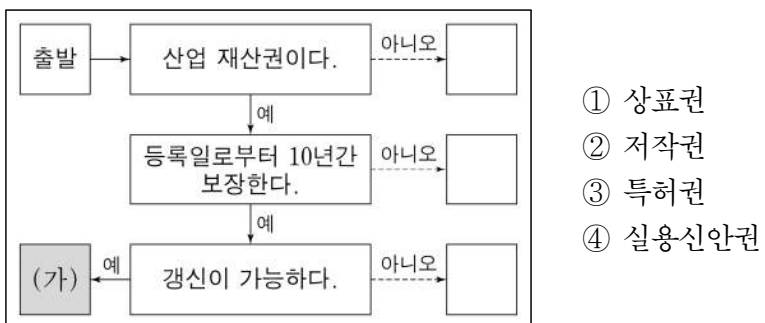 출발
산업 재산권이다.
아니오
예
등록일로부터 10년간
보장한다.
아니오
예
(가)
예
갱신이 가능하다.
아니오
① 상표권
② 저작권
③ 특허권
④ 실용신안권